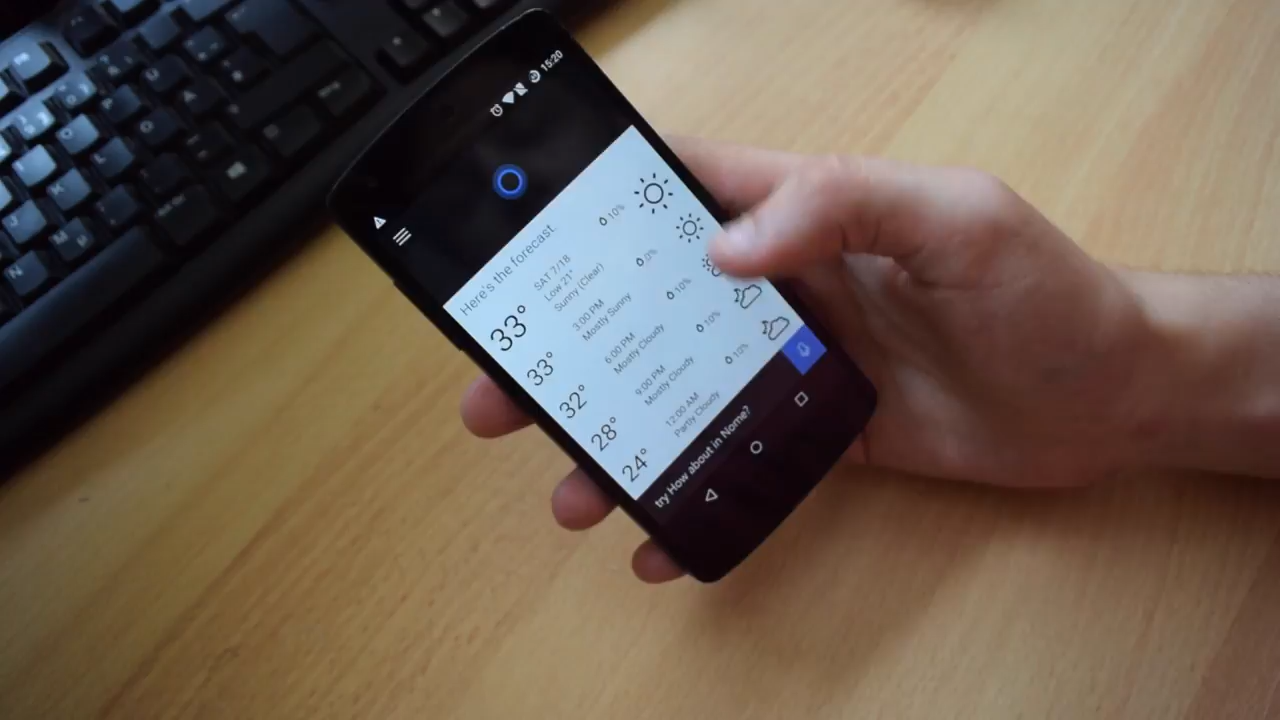 15:20
Here's the forecast.
33°
SAT 7/18
Low 21°
Sunny (Clear)
10%
33°
3:00 PM
Mostly Sunny
0%
32°
6:00 PM
Mostly Cloudy
10%
28°
9:00 PM
Mostly Cloudy
10%
24°
12:00 AM
Partly Cloudy
10%
try How about in Nome?
O
L
K
J
M
N